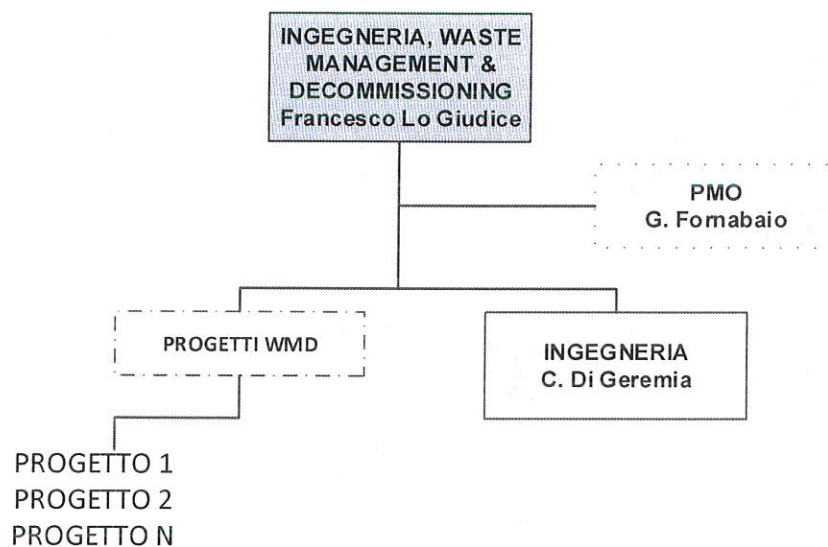 INGEGNERIA, WASTE
MANAGEMENT &
DECOMMISSIONING
Francesco Lo Giudice
PMO
G. Fornabaio
PROGETTI WMD
INGEGNERIA
C. Di Geremia
PROGETTO 1
PROGETTO 2
PROGETTO N